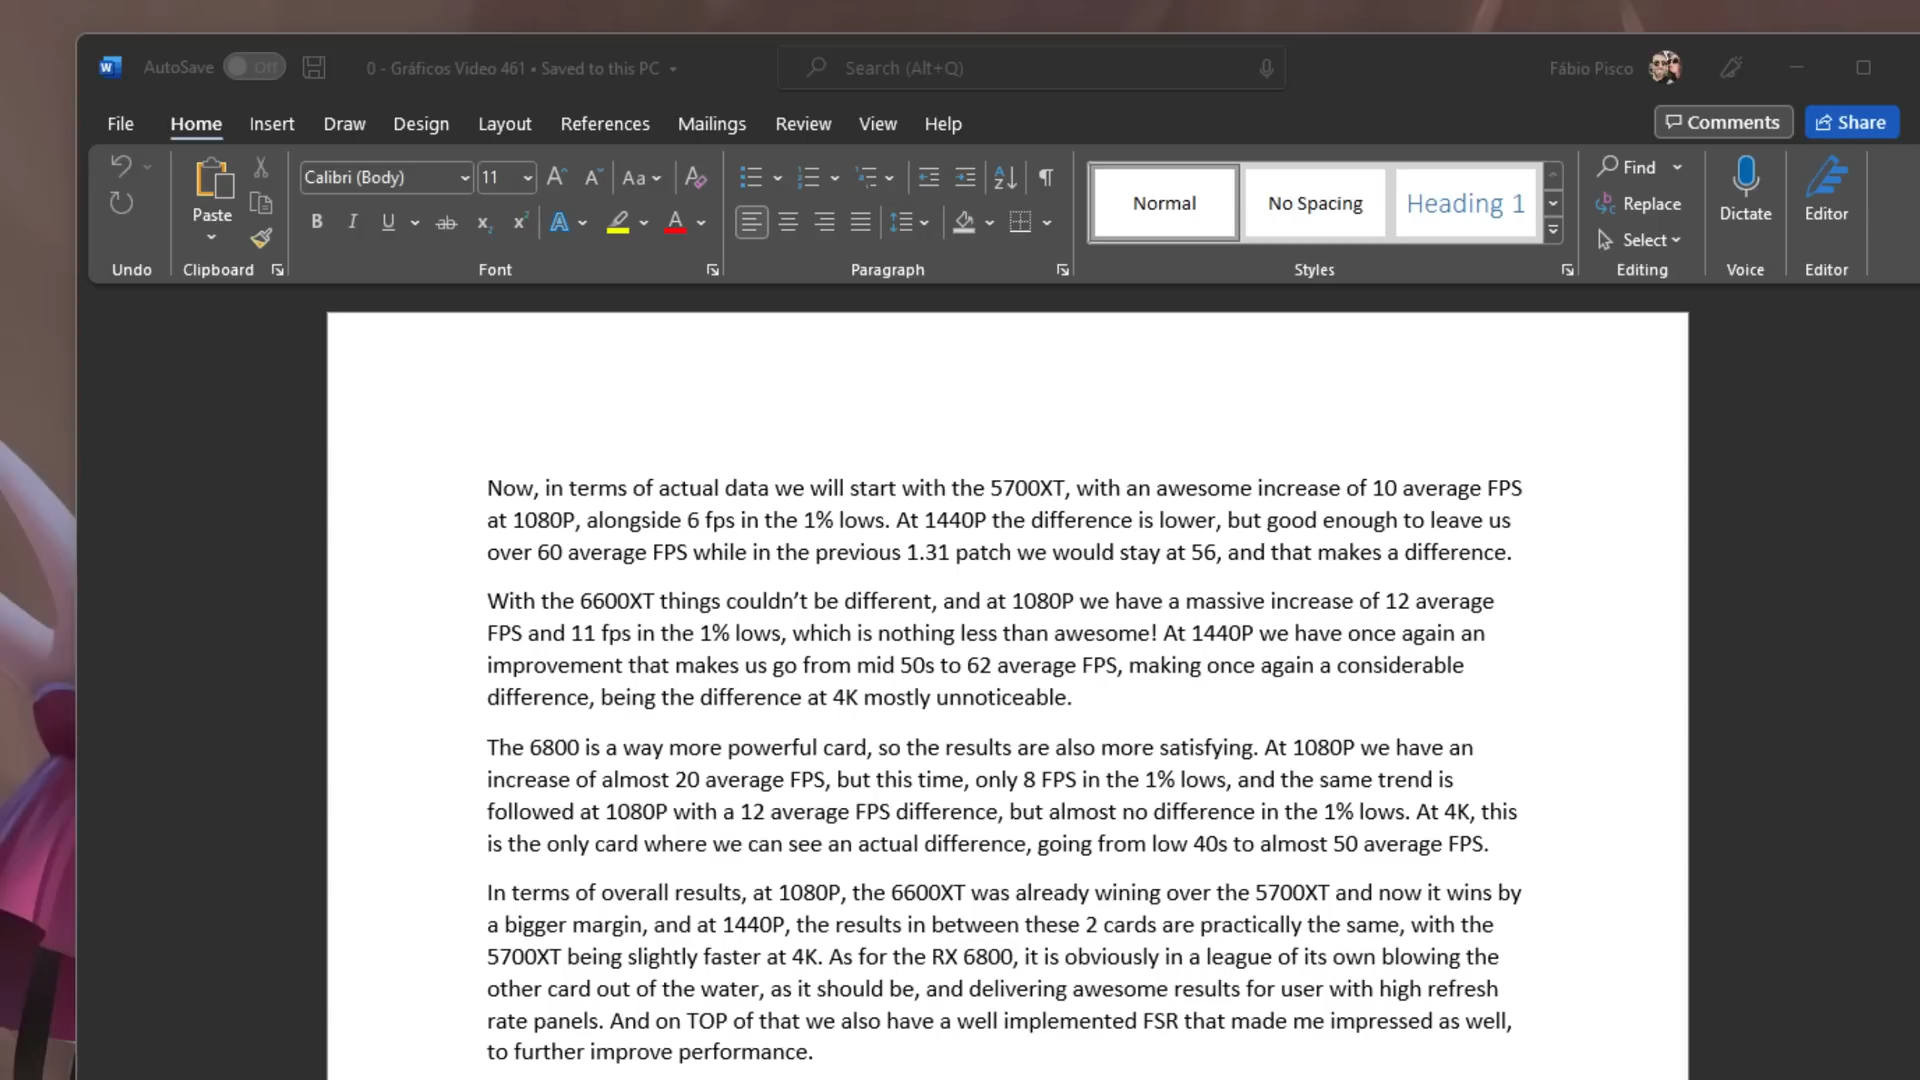 W AutoSave Off 0 - Gráficos Video 461 • Saved to this PC Search (Alt+Q) Fábio Pisco
File Home Insert Draw Design Layout References Mailings Review View Help Comments Share
Paste Calibri (Body) 11 Aa Normal No Spacing Heading 1 Find Replace Select Dictate Editor
Undo Clipboard Font Paragraph Styles Editing Voice Editor
Now, in terms of actual data we will start with the 5700XT, with an awesome increase of 10 average FPS
at 1080P, alongside 6 fps in the 1% lows. At 1440P the difference is lower, but good enough to leave us
over 60 average FPS while in the previous 1.31 patch we would stay at 56, and that makes a difference.
With the 6600XT things couldn't be different, and at 1080P we have a massive increase of 12 average
FPS and 11 fps in the 1% lows, which is nothing less than awesome! At 1440P we have once again an
improvement that makes us go from mid 50s to 62 average FPS, making once again a considerable
difference, being the difference at 4K mostly unnoticeable.
The 6800 is a way more powerful card, so the results are also more satisfying. At 1080P we have an
increase of almost 20 average FPS, but this time, only 8 FPS in the 1% lows, and the same trend is
followed at 1080P with a 12 average FPS difference, but almost no difference in the 1% lows. At 4K, this
is the only card where we can see an actual difference, going from low 40s to almost 50 average FPS.
In terms of overall results, at 1080P, the 6600XT was already wining over the 5700XT and now it wins by
a bigger margin, and at 1440P, the results in between these 2 cards are practically the same, with the
5700XT being slightly faster at 4K. As for the RX 6800, it is obviously in a league of its own blowing the
other card out of the water, as it should be, and delivering awesome results for user with high refresh
rate panels. And on TOP of that we also have a well implemented FSR that made me impressed as well,
to further improve performance.